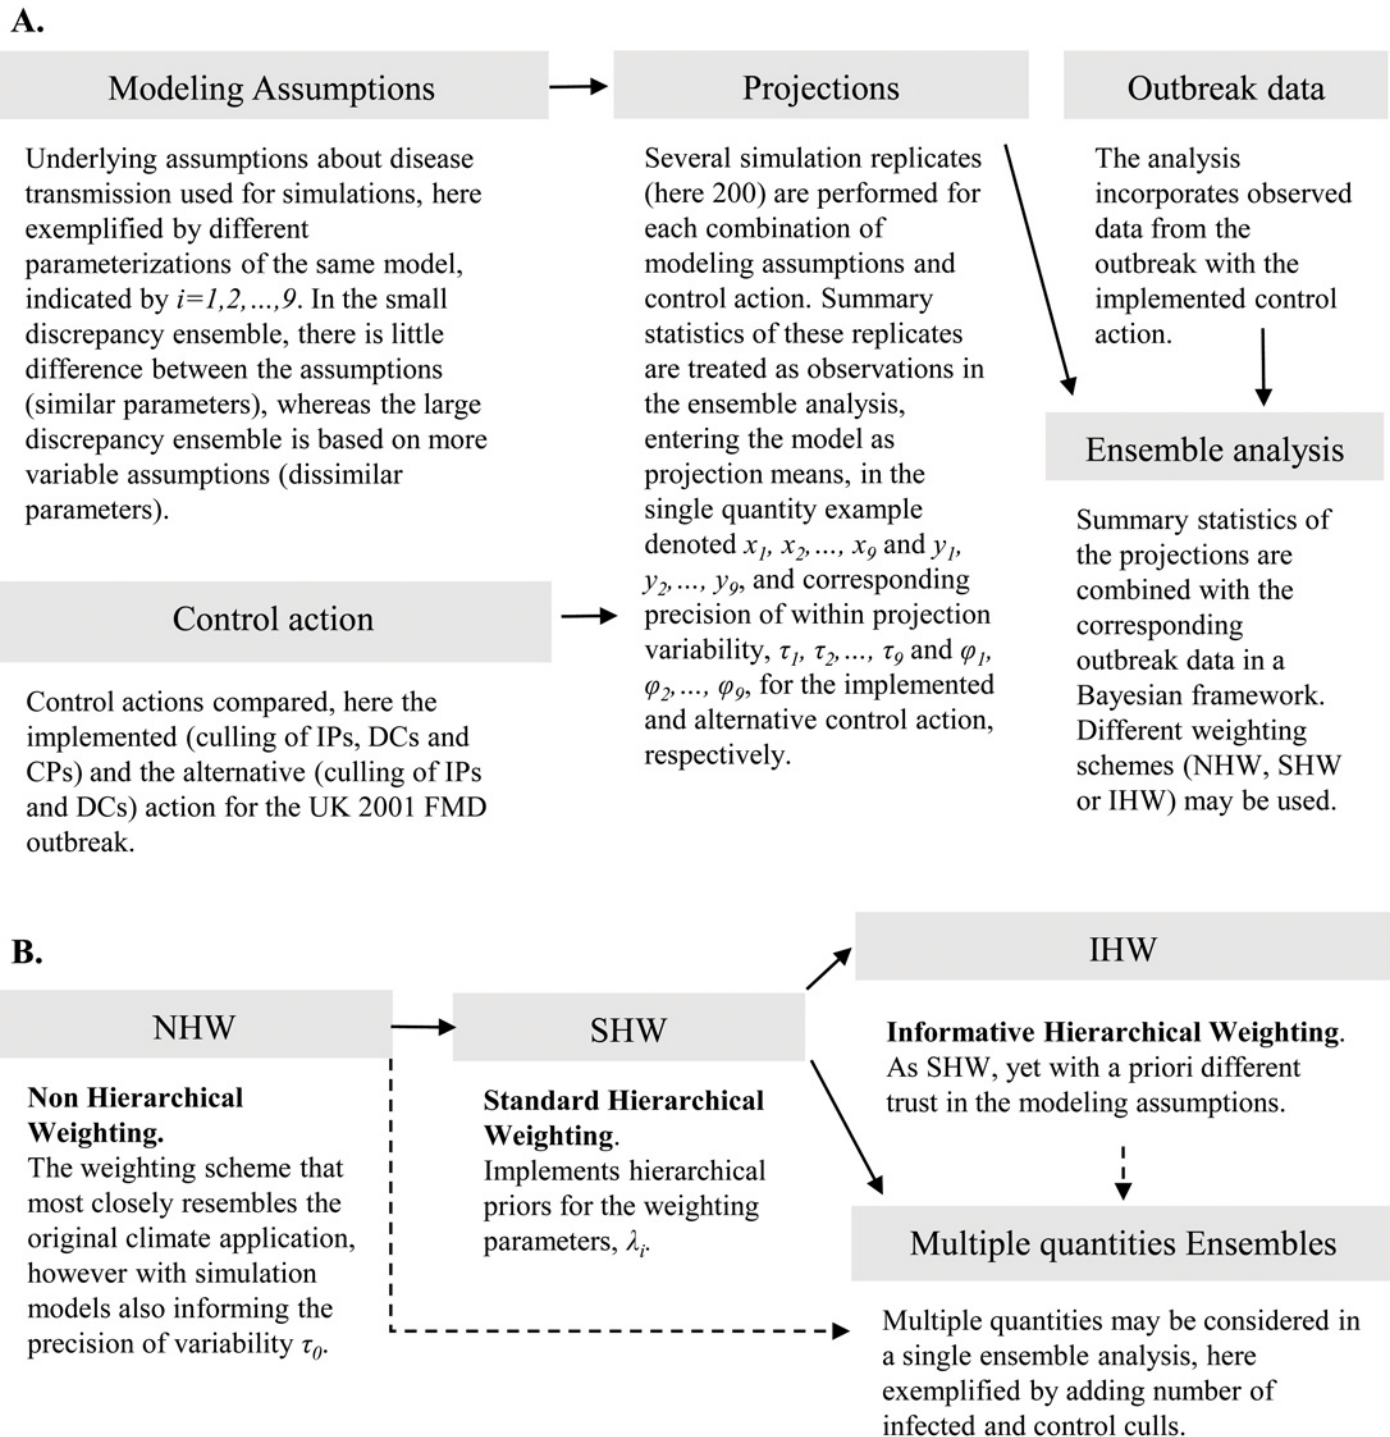 A.
Modeling Assumptions
Underlying assumptions about disease
transmission used for simulations, here
exemplified by different
parameterizations of the same model,
indicated by i=1,2,...,9. In the small
discrepancy ensemble, there is little
difference between the assumptions
(similar parameters), whereas the large
discrepancy ensemble is based on more
variable assumptions (dissimilar
parameters).
Control action
Control actions compared, here the
implemented (culling of IPs, DCs and
CPs) and the alternative (culling of IPs
and DCs) action for the UK 2001 FMD
outbreak.
Projections
Several simulation replicates
(here 200) are performed for
each combination of
modeling assumptions and
control action. Summary
statistics of these replicates
are treated as observations in
the ensemble analysis,
entering the model as
projection means, in the
single quantity example
denoted x₁, x₂,..., x₉ and y₁,
y₂,..., y₉, and corresponding
precision of within projection
variability, τ₁, τ₂,..., τ₉ and φ₁,
φ₂,..., φ₉, for the implemented
and alternative control action,
respectively.
Outbreak data
The analysis
incorporates observed
data from the
outbreak with the
implemented control
action.
Ensemble analysis
Summary statistics of
the projections are
combined with the
corresponding
outbreak data in a
Bayesian framework.
Different weighting
schemes (NHW, SHW
or IHW) may be used.
B.
NHW
Non Hierarchical
Weighting.
The weighting scheme that
most closely resembles the
original climate application,
however with simulation
models also informing the
precision of variability τ₀.
SHW
Standard Hierarchical
Weighting.
Implements hierarchical
priors for the weighting
parameters, λᵢ.
IHW
Informative Hierarchical Weighting.
As SHW, yet with a priori different
trust in the modeling assumptions.
Multiple quantities Ensembles
Multiple quantities may be considered in
a single ensemble analysis, here
exemplified by adding number of
infected and control culls.